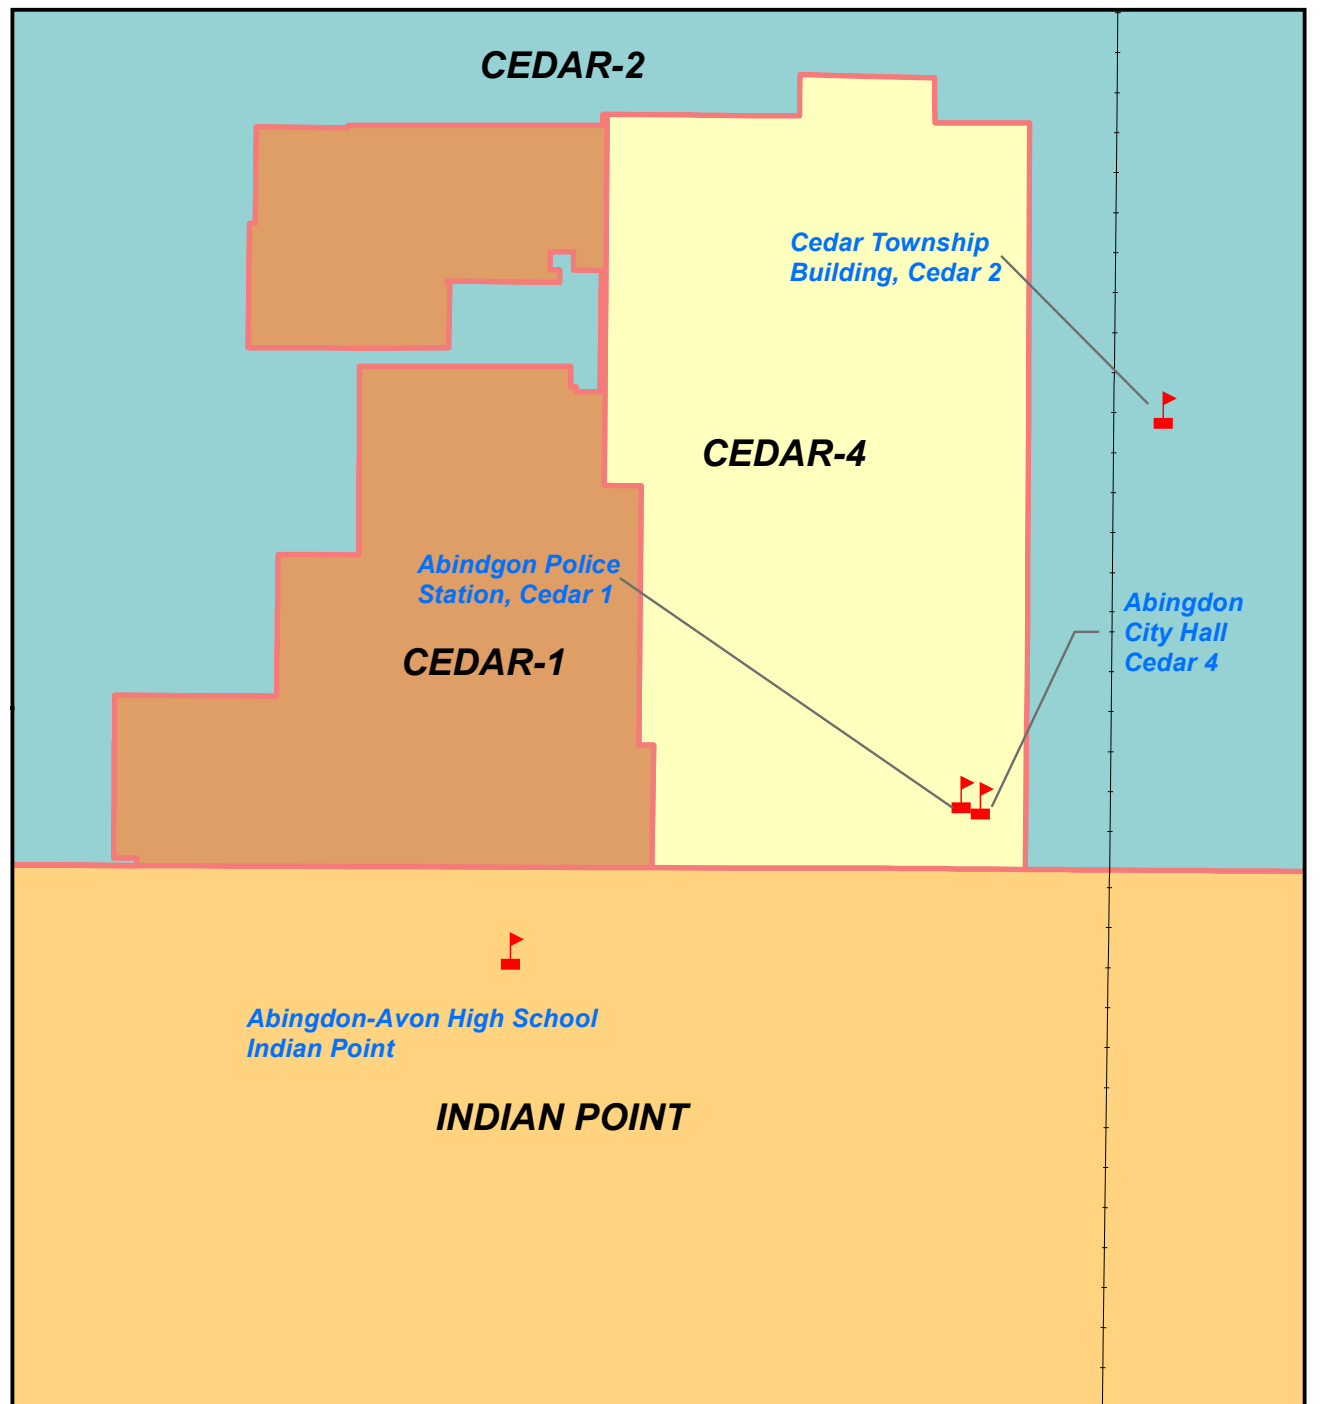 CEDAR-2
Cedar Township
Building, Cedar 2
CEDAR-4
Abindgon Police
Station, Cedar 1
Abingdon
City Hall
Cedar 4
CEDAR-1
Abingdon-Avon High School
Indian Point
INDIAN POINT